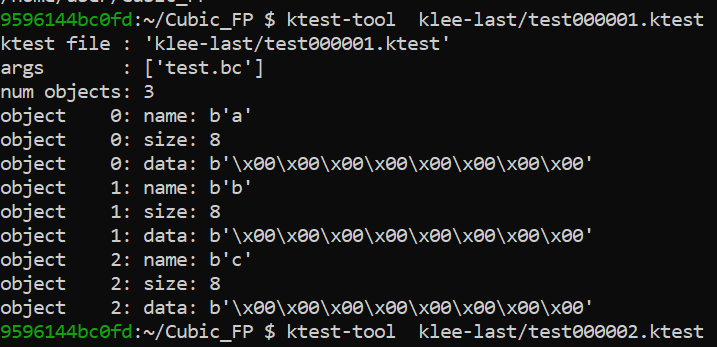 9596144bc0fd:~/Cubic_FP $ ktest-tool  klee-last/test000001.ktest
ktest file : 'klee-last/test000001.ktest'
args       : ['test.bc']
num objects: 3
object    0: name: b'a'
object    0: size: 8
object    0: data: b'\x00\x00\x00\x00\x00\x00\x00\x00'
object    1: name: b'b'
object    1: size: 8
object    1: data: b'\x00\x00\x00\x00\x00\x00\x00\x00'
object    2: name: b'c'
object    2: size: 8
object    2: data: b'\x00\x00\x00\x00\x00\x00\x00\x00'
9596144bc0fd:~/Cubic_FP $ ktest-tool  klee-last/test000002.ktest